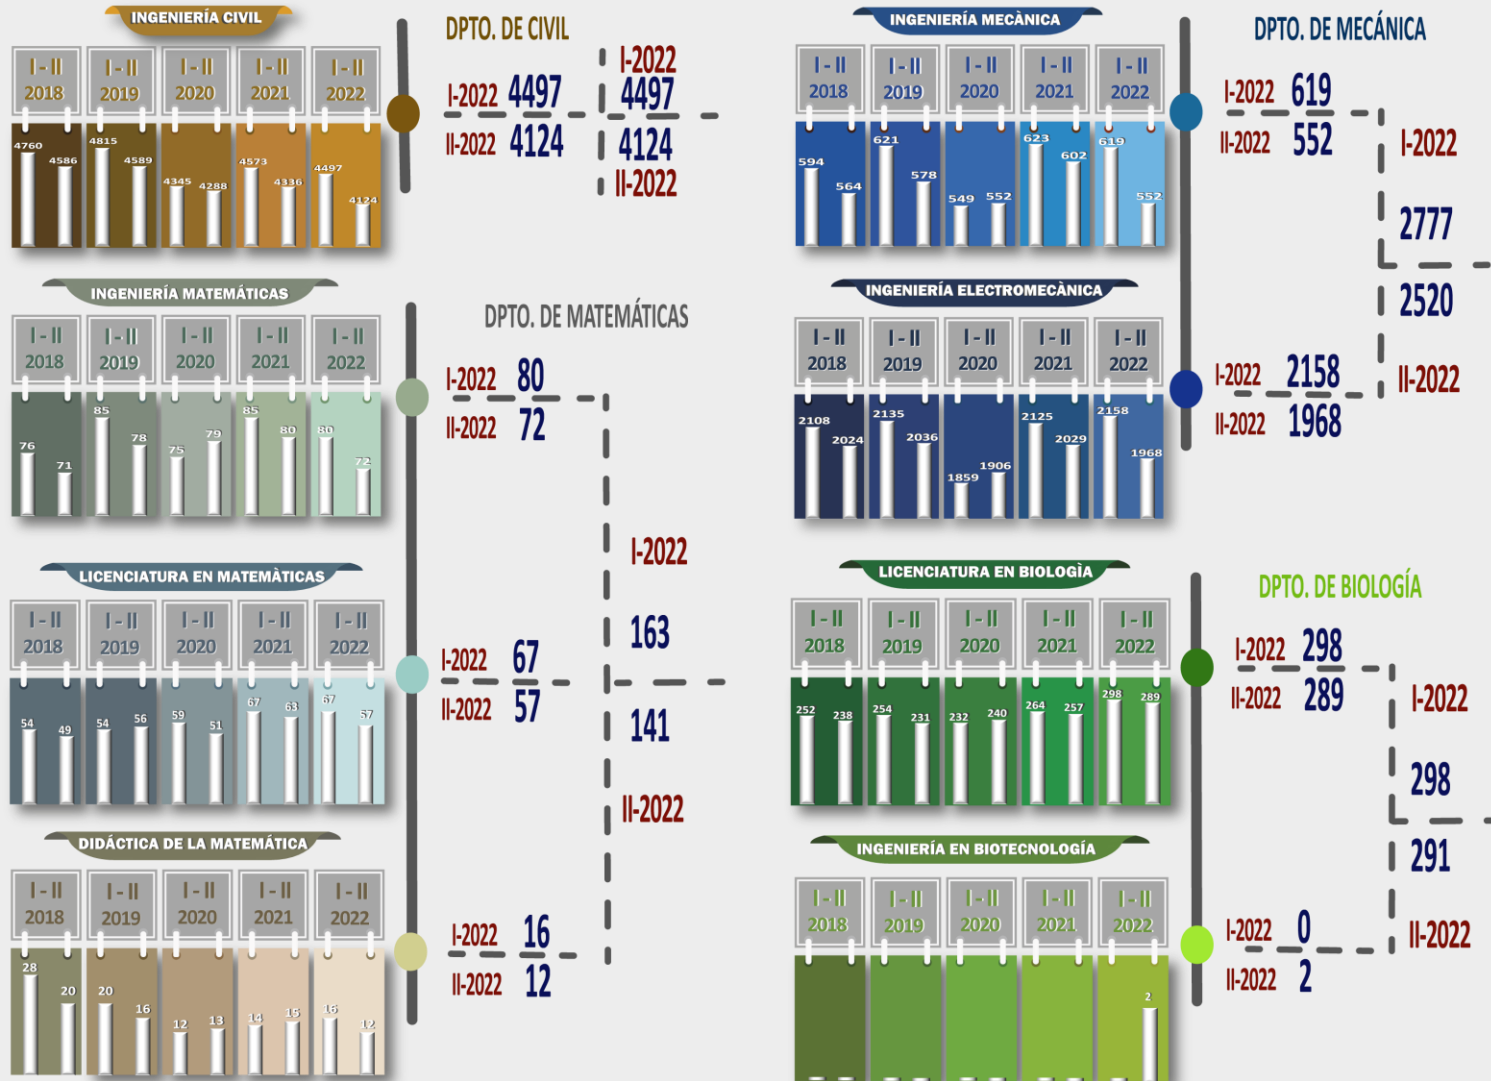 INGENIERÍA CIVIL
I - II 2018
I - II 2019
I - II 2020
I - II 2021
I - II 2022
4760 4586
4815 4589
4345 4288
4573 4336
4497 4124
DPTO. DE CIVIL
I-2022 4497
II-2022 4124
I-2022
4497
4124
II-2022
INGENIERÍA MATEMÁTICAS
I - II 2018
I - II 2019
I - II 2020
I - II 2021
I - II 2022
76 71
85 78
75 79
85 80
80 72
DPTO. DE MATEMÁTICAS
I-2022 80
II-2022 72
LICENCIATURA EN MATEMÀTICAS
I - II 2018
I - II 2019
I - II 2020
I - II 2021
I - II 2022
54 49
54 56
59 51
67 63
67 57
I-2022 67
II-2022 57
I-2022
163
141
II-2022
DIDÁCTICA DE LA MATEMÁTICA
I - II 2018
I - II 2019
I - II 2020
I - II 2021
I - II 2022
28 20
20 16
12 13
14 15
16 12
I-2022 16
II-2022 12
INGENIERÍA MECÀNICA
I - II 2018
I - II 2019
I - II 2020
I - II 2021
I - II 2022
594 564
621 578
549 552
623 602
619 552
DPTO. DE MECÁNICA
I-2022 619
II-2022 552
INGENIERÍA ELECTROMECÀNICA
I - II 2018
I - II 2019
I - II 2020
I - II 2021
I - II 2022
2108 2024
2135 2036
1859 1906
2125 2029
2158 1968
I-2022 2158
II-2022 1968
I-2022
2777
2520
II-2022
LICENCIATURA EN BIOLOGÌA
I - II 2018
I - II 2019
I - II 2020
I - II 2021
I - II 2022
252 238
254 231
232 240
264 257
298 289
DPTO. DE BIOLOGÍA
I-2022 298
II-2022 289
INGENIERÍA EN BIOTECNOLOGÍA
I - II 2018
I - II 2019
I - II 2020
I - II 2021
I - II 2022
2
I-2022 0
II-2022 2
I-2022
298
291
II-2022